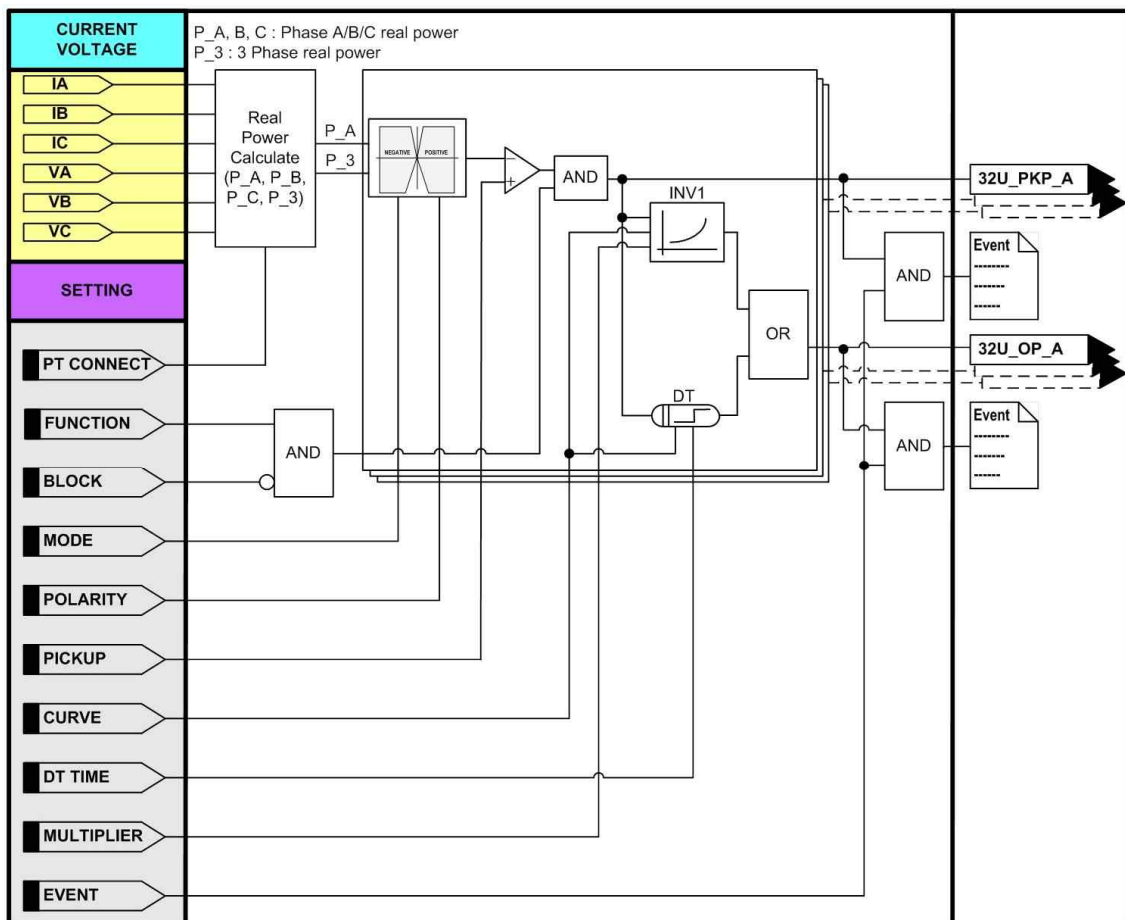 CURRENT
VOLTAGE
P_A, B, C : Phase A/B/C real power
P_3 : 3 Phase real power
IA
IB
IC
VA
VB
VC
Real
Power
Calculate
(P_A, P_B,
P_C, P_3)
P_A
P_3
NEGATIVE POSITIVE
−
+
AND
INV1
OR
DT
32U_PKP_A
AND
Event
--------
-------
------
32U_OP_A
AND
Event
--------
-------
------
SETTING
PT CONNECT
FUNCTION
AND
BLOCK
MODE
POLARITY
PICKUP
CURVE
DT TIME
MULTIPLIER
EVENT